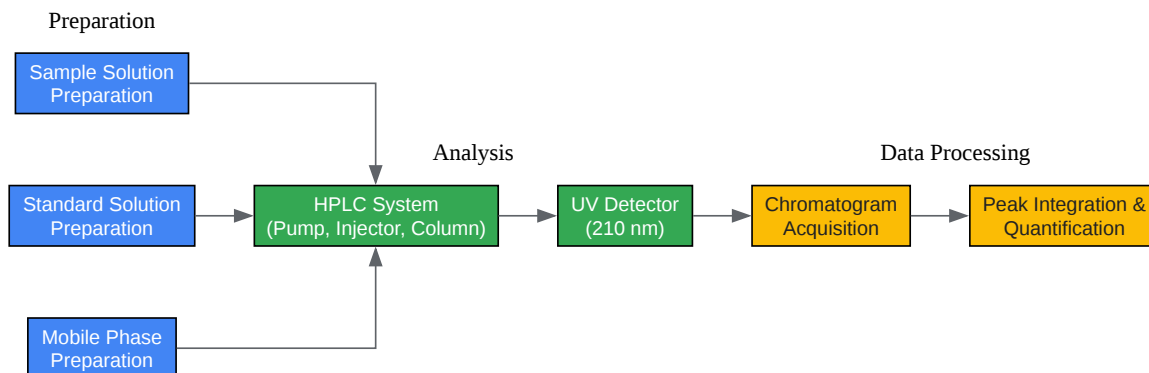 Preparation
Sample Solution
Preparation
Analysis
Data Processing
Standard Solution
Preparation
HPLC System
(Pump, Injector, Column)
UV Detector
(210 nm)
Chromatogram
Acquisition
Peak Integration &
Quantification
Mobile Phase
Preparation